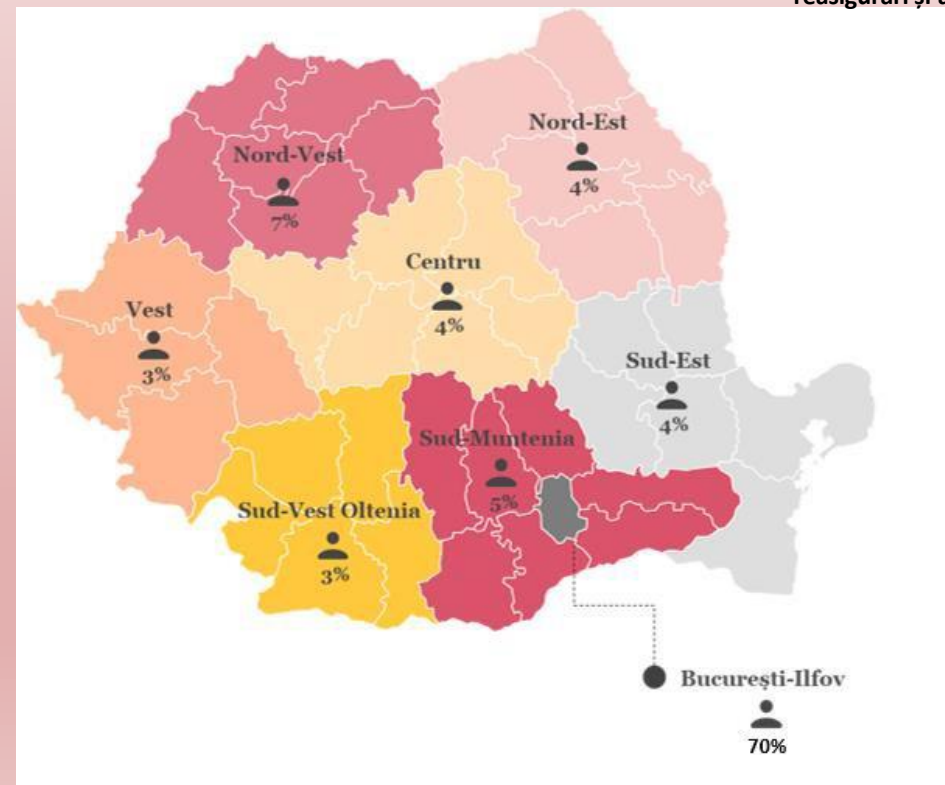 Nord-Est
4%
Nord-Vest
7%
Centru
4%
Vest
3%
Sud-Est
4%
Sud-Muntenia
5%
Sud-Vest Oltenia
3%
București-Ilfov
70%